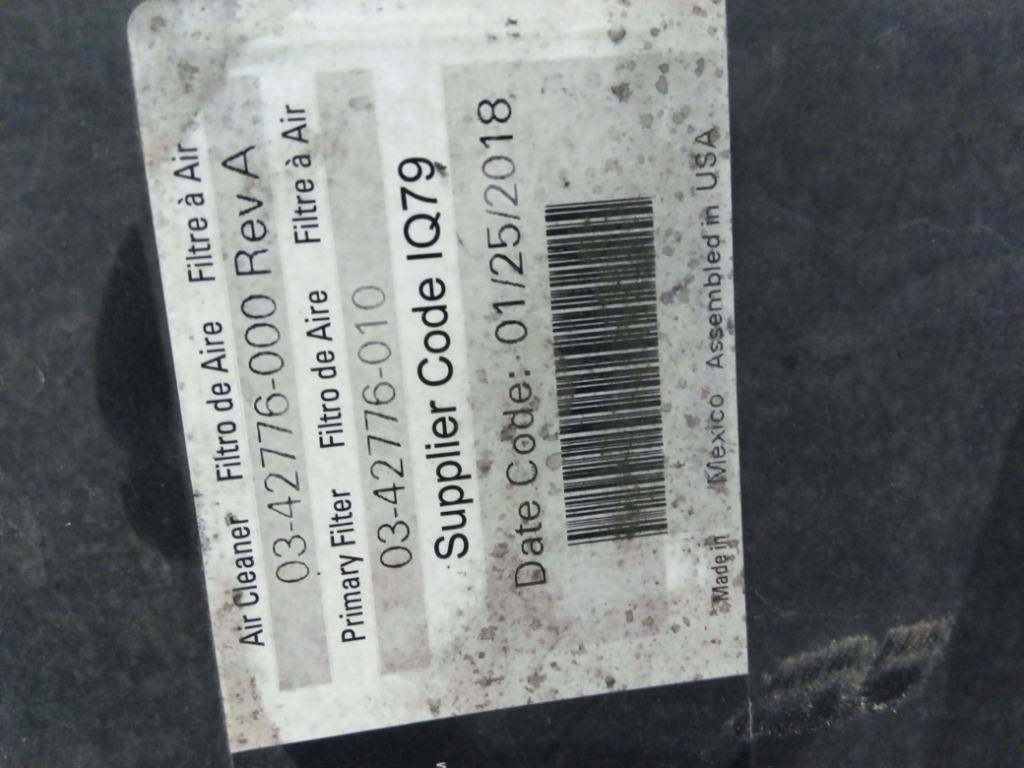 Air Cleaner Filtro de Aire Filtre à Air
03-42776-000 Rev A
Primary Filter Filtro de Aire Filtre à Air
03-42776-010
Supplier Code IQ79
Date Code: 01/25/2018
Made in Mexico Assembled in USA